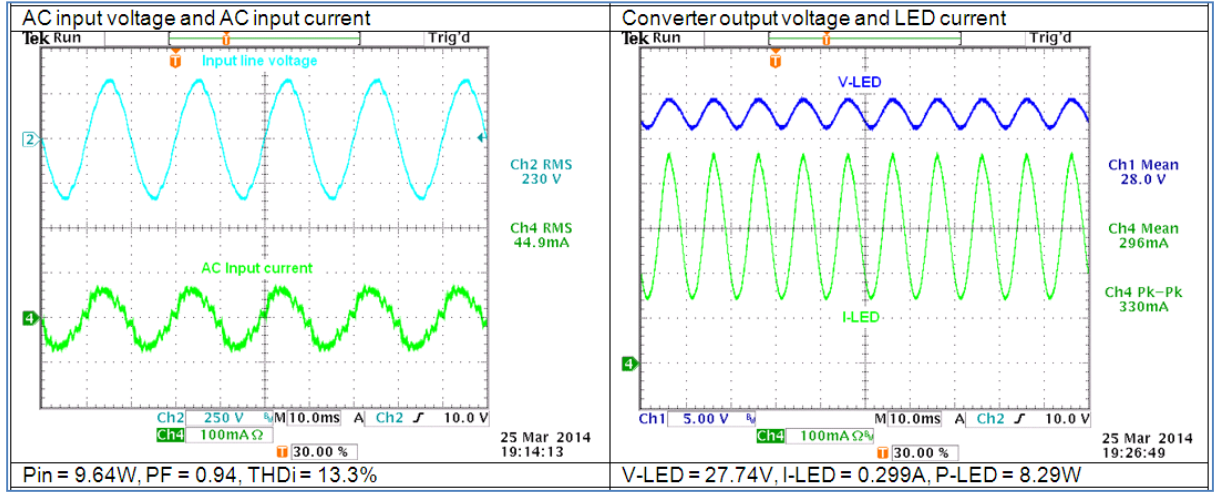 AC input voltage and AC input current
Tek Run
Trig'd
T
Input line voltage
2
Ch2 RMS
230 V
Ch4 RMS
44.9mA
AC Input current
4
Ch2 250 V BW M 10.0ms A Ch2 ʃ 10.0 V
Ch4 100mA Ω
25 Mar 2014
19:14:13
T 30.00 %
Pin = 9.64W, PF = 0.94, THDi = 13.3%
Converter output voltage and LED current
Tek Run
Trig'd
T
V-LED
Ch1 Mean
28.0 V
Ch4 Mean
296mA
Ch4 Pk-Pk
330mA
I-LED
4
Ch1 5.00 V BW M 10.0ms A Ch2 ʃ 10.0 V
Ch4 100mA Ω BW
25 Mar 2014
19:26:49
T 30.00 %
V-LED = 27.74V, I-LED = 0.299A, P-LED = 8.29W